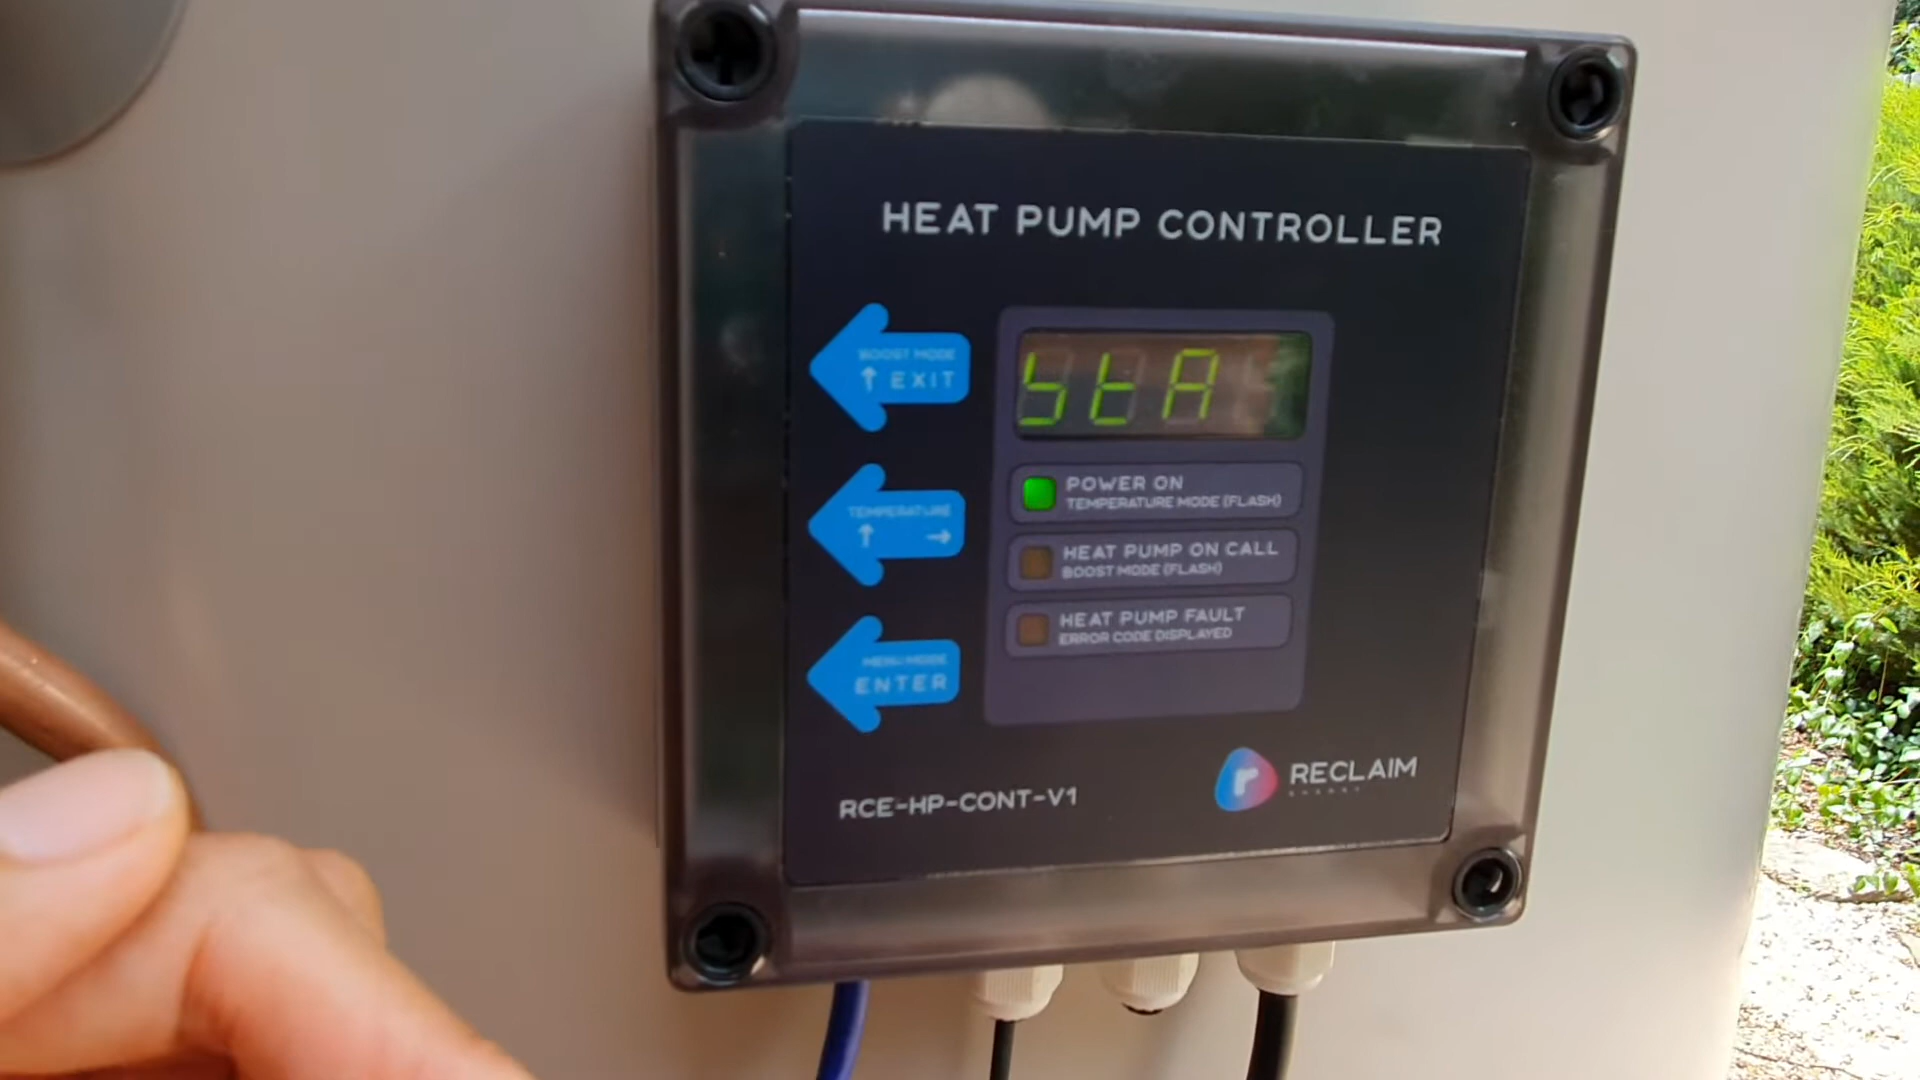 HEAT PUMP CONTROLLER
BOOST MODE
↑ EXIT
StA
POWER ON
TEMPERATURE MODE (FLASH)
TEMPERATURE
↑ →
HEAT PUMP ON CALL
BOOST MODE (FLASH)
HEAT PUMP FAULT
ERROR CODE DISPLAYED
MENU MODE
ENTER
RCE-HP-CONT-V1
r RECLAIM
ENERGY